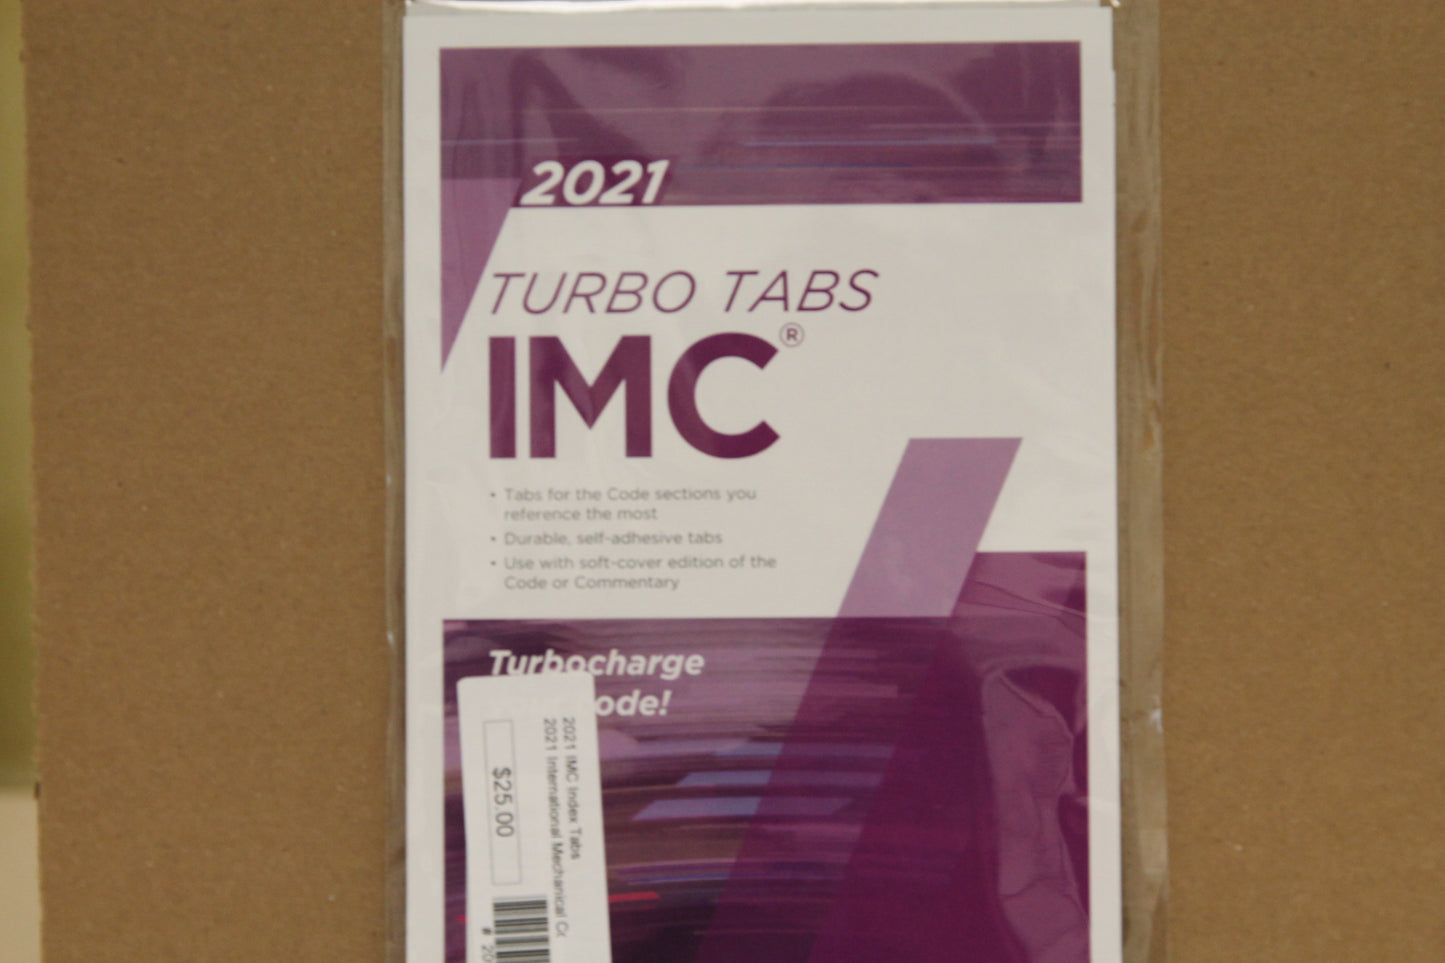 2021
TURBO TABS
IMC®
• Tabs for the Code sections you
reference the most
• Durable, self-adhesive tabs
• Use with soft-cover edition of the
Code or Commentary
Turbocharge
ode!
2021 IMC Index Tabs
2021 International Mechanical Cc
$25.00
# 20